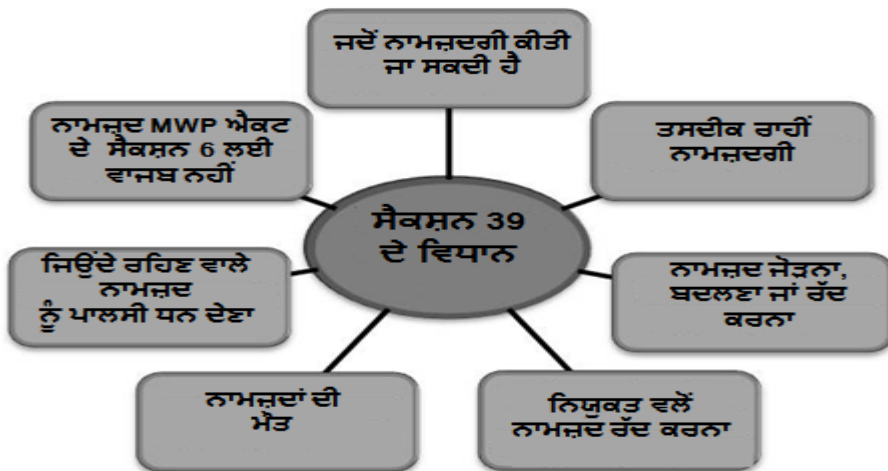 ਜਦੋਂ ਨਾਮਜ਼ਦਗੀ ਕੀਤੀ
ਜਾ ਸਕਦੀ ਹੈ
ਨਾਮਜ਼ਦ MWP ਐਕਟ
ਦੇ ਸੈਕਸ਼ਨ 6 ਲਈ
ਵਾਜਬ ਨਹੀਂ
ਤਸਦੀਕ ਰਾਹੀਂ
ਨਾਮਜ਼ਦਗੀ
ਸੈਕਸ਼ਨ 39
ਦੇ ਵਿਧਾਨ
ਜਿਉਂਦੇ ਰਹਿਣ ਵਾਲੇ
ਨਾਮਜ਼ਦ
ਨੂੰ ਪਾਲਸੀ ਧਨ ਦੇਣਾ
ਨਾਮਜ਼ਦ ਜੋੜਨਾ,
ਬਦਲਣਾ ਜਾਂ ਰੱਦ
ਕਰਨਾ
ਨਾਮਜ਼ਦਾਂ ਦੀ
ਮੌਤ
ਨਿਯੁਕਤ ਵਲੋਂ
ਨਾਮਜ਼ਦ ਰੱਦ ਕਰਨਾ